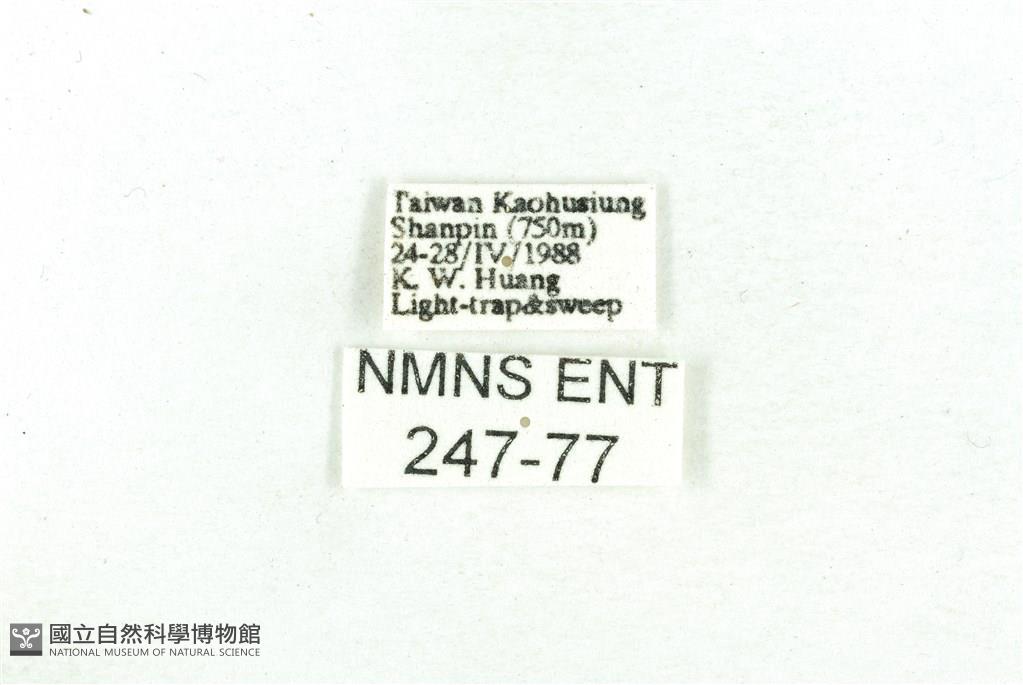 Taiwan Kaohusiung
Shanpin (750m)
24-28/IV/1988
K. W. Huang
Light-trap&sweep
NMNS ENT
247-77
國立自然科學博物館
NATIONAL MUSEUM OF NATURAL SCIENCE